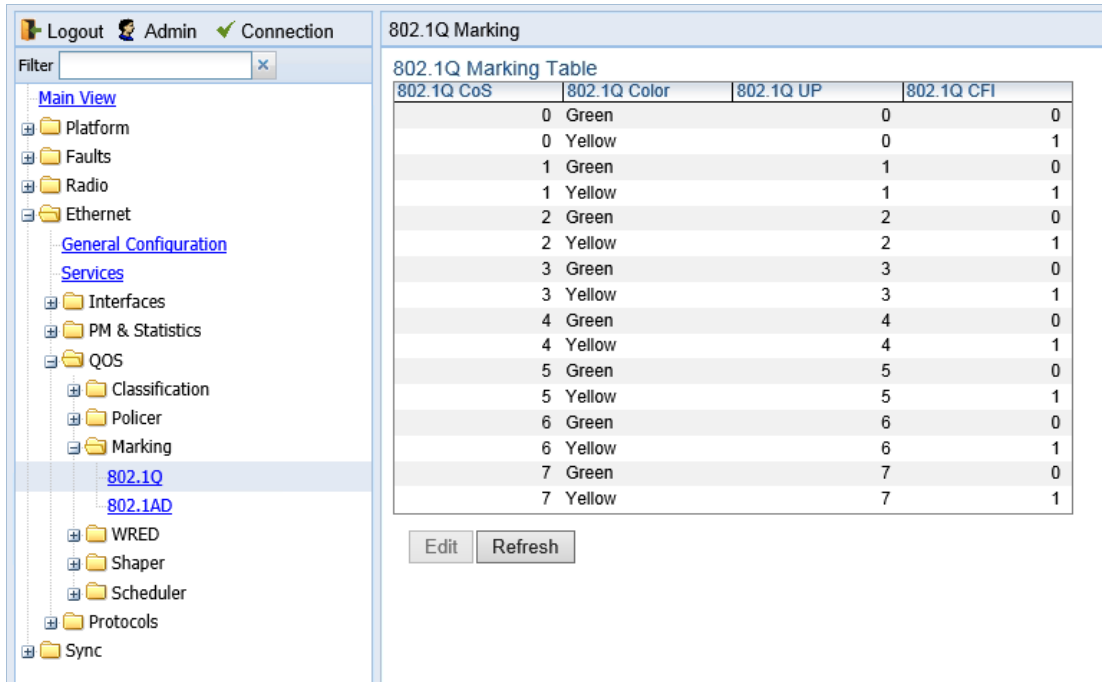 Logout Admin Connection
Filter
Main View
Platform
Faults
Radio
Ethernet
General Configuration
Services
Interfaces
PM & Statistics
QOS
Classification
Policer
Marking
802.1Q
802.1AD
WRED
Shaper
Scheduler
Protocols
Sync
802.1Q Marking
802.1Q Marking Table
802.1Q CoS 802.1Q Color 802.1Q UP 802.1Q CFI
0 Green 0 0
0 Yellow 0 1
1 Green 1 0
1 Yellow 1 1
2 Green 2 0
2 Yellow 2 1
3 Green 3 0
3 Yellow 3 1
4 Green 4 0
4 Yellow 4 1
5 Green 5 0
5 Yellow 5 1
6 Green 6 0
6 Yellow 6 1
7 Green 7 0
7 Yellow 7 1
Edit Refresh